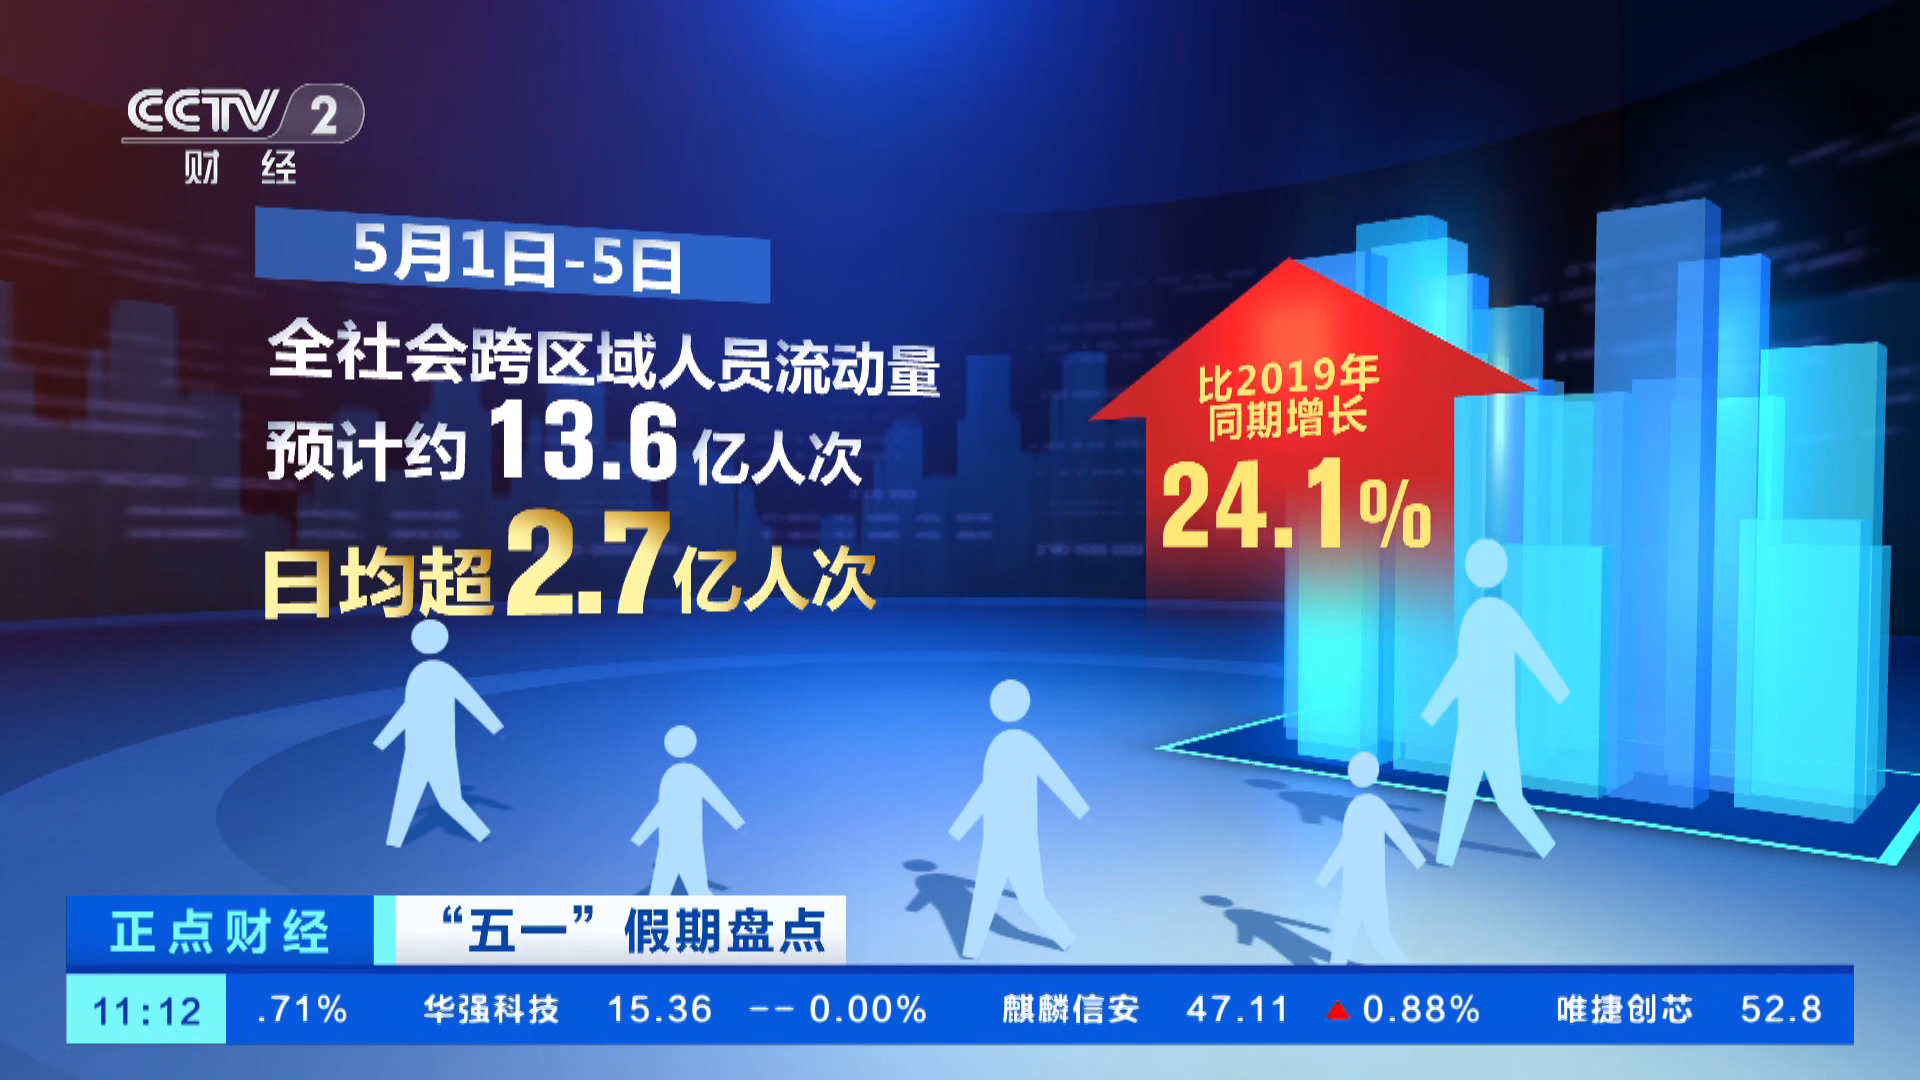 CCTV 2
财 经
5月1日-5日
全社会跨区域人员流动量
预计约 13.6 亿人次
日均超 2.7 亿人次
比2019年
同期增长
24.1%
正点财经
“五一” 假期盘点
11:12 .71% 华强科技 15.36 -- 0.00% 麒麟信安 47.11 ▲ 0.88% 唯捷创芯 52.8